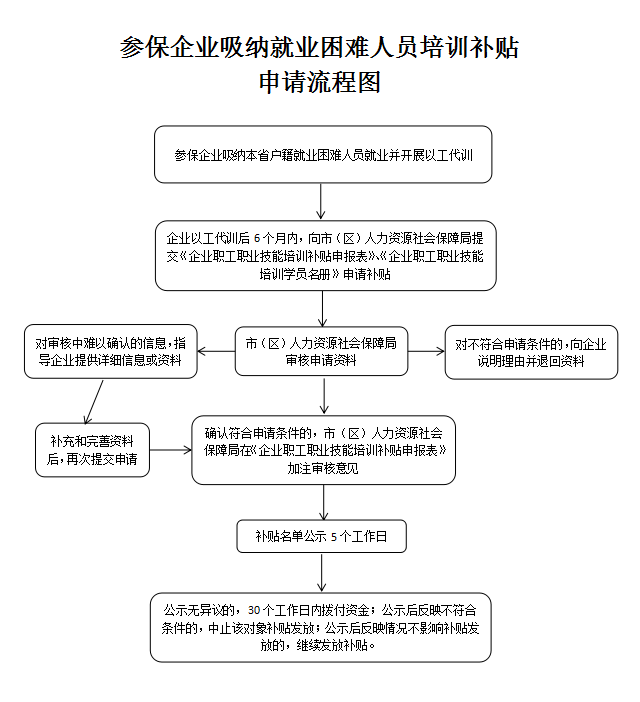 参保企业吸纳就业困难人员培训补贴
申请流程图
参保企业吸纳本省户籍就业困难人员就业并开展以工代训
企业以工代训后6个月内，向市（区）人力资源社会保障局提
交《企业职工职业技能培训补贴申报表》、《企业职工职业技能
培训学员名册》申请补贴
对审核中难以确认的信息，指
导企业提供详细信息或资料
市（区）人力资源社会保障局
审核申请资料
对不符合申请条件的，向企业
说明理由并退回资料
补充和完善资料
后，再次提交申请
确认符合申请条件的，市（区）人力资源社会
保障局在《企业职工职业技能培训补贴申报表》
加注审核意见
补贴名单公示5个工作日
公示无异议的，30个工作日内拨付资金；公示后反映不符合
条件的，中止该对象补贴发放；公示后反映情况不影响补贴发
放的，继续发放补贴。